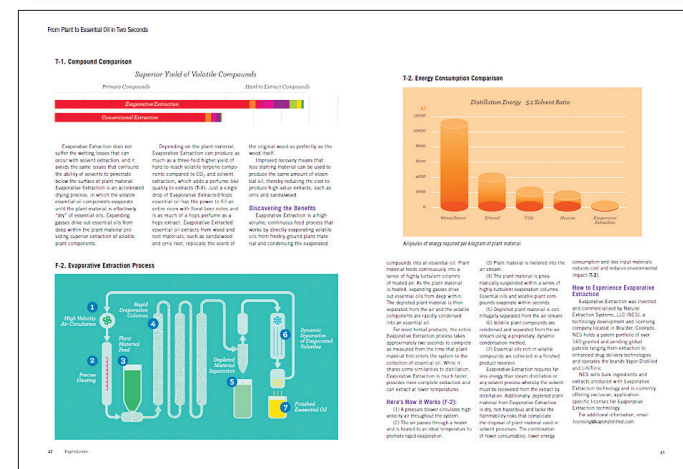 From Plant to Essential Oil in Two Seconds
T-1. Compound Comparison
Superior Yield of Volatile Compounds
Primary Compounds
Hard to Extract Compounds
Evaporative Extraction
Conventional Extraction
Evaporative Extraction does not
suffer the wetting losses that can
occur with solvent extraction, and it
avoids the same issues that confound
the ability of solvents to penetrate
below the surface of plant material.
Evaporative Extraction is an accelerated
drying process, in which the volatile
essential oil components evaporate
until the plant material is effectively
"dry" of essential oils. Expanding
gasses drive out essential oils from
deep within the plant material pro-
viding superior extraction of volatile
plant components.
Depending on the plant material,
Evaporative Extraction can produce as
much as a three-fold higher yield of
hard to reach volatile terpene compo-
nents compared to CO2 and solvent
extraction, which adds a perfume-like
quality to extracts (T-1). Just a single
drop of Evaporative Extracted hops
essential oil has the power to fill an
entire room with floral beer notes and
is as much of a hops perfume as a
hops extract. Evaporative Extracted
essential oil extracts from wood and
root materials, such as sandalwood
and orris root, replicate the scent of
the original wood as perfectly as the
wood itself.
Improved recovery means that
less starting material can be used to
produce the same amount of essen-
tial oil, thereby reducing the cost to
produce high value extracts, such as
orris and sandalwood.
Discovering the Benefits
Evaporative Extraction is a high-
volume, continuous feed process that
works by directly evaporating volatile
oils from freshly ground plant mate-
rial and condensing the evaporated
F-2. Evaporative Extraction Process
1
High Velocity
Air Circulation
2
Precise
Heating
Plant
Material
Feed
3
Rapid
Evaporation
Columns
4
Depleted
Material
Separation
5
6
Dynamic
Separation
of Evaporated
Volatiles
7
Finished
Essential Oil
42 Ingredients
T-2. Energy Consumption Comparison
Distillation Energy 5:1 Solvent Ratio
kJ
12000
10000
8000
6000
4000
2000
0
Water/Steam
Ethanol
CO2
Hexane
Evaporative
Extraction
Kilojoules of energy required per kilogram of plant material
compounds into an essential oil. Plant
material feeds continuously into a
series of highly turbulent columns
of heated air. As the plant material
is heated, expanding gasses drive
out essential oils from deep within.
The depleted plant material is then
separated from the air and the volatile
components are rapidly condensed
into an essential oil.
For most botanical products, the entire
Evaporative Extraction process takes
approximately two seconds to complete
as measured from the time that plant
material first enters the system to the
collection of essential oil. While it
shares some similarities to distillation,
Evaporative Extraction is much faster,
provides more complete extraction and
can extract at lower temperatures.
Here's How it Works (F-2):
(1) A pressure blower circulates high
velocity air throughout the system.
(2) The air passes through a heater
and is heated to an ideal temperature to
promote rapid evaporation.
(3) Plant material is metered into the
air stream.
(4) The plant material is pneu-
matically suspended within a series of
highly turbulent evaporation columns.
Essential oils and volatile plant com-
pounds evaporate within seconds.
(5) Depleted plant material is cen-
trifugally separated from the air stream.
(6) Volatile plant compounds are
condensed and separated from the air
stream using a proprietary, dynamic
condensation method.
(7) Essential oils rich in volatile
compounds are collected in a finished
product reservoir.
Evaporative Extraction requires far
less energy than steam distillation or
any solvent process whereby the solvent
must be recovered from the extract by
distillation. Additionally, depleted plant
material from Evaporative Extraction
is dry, non hazardous and lacks the
flammability risks that complicate
the disposal of plant material used in
solvent processes. The combination
of fewer consumables, lower energy
consumption and less input materials
reduces cost and reduces environmental
impact (T-2).
How to Experience Evaporative
Extraction
Evaporative Extraction was invented
and commercialized by Natural
Extraction Systems, LLC (NES), a
technology development and licensing
company located in Boulder, Colorado.
NES holds a patent portfolio of over
160 granted and pending global
patents ranging from extraction to
enhanced drug delivery technologies
and operates the brands Vapor Distilled
and
NES sells bulk ingredients and
extracts produced with Evaporative
Extraction technology and is currently
offering exclusive, application-
specific licenses for Evaporative
Extraction technology.
For additional information, email
licensing@vapordistilled.com.